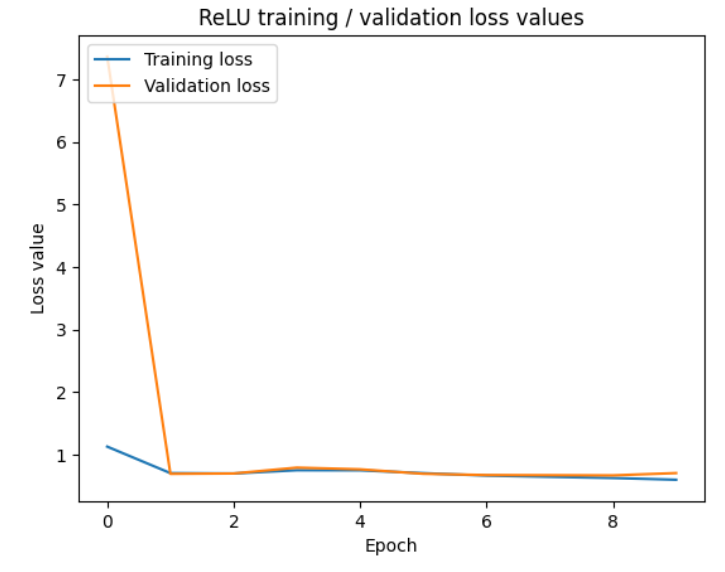 ReLU training / validation loss values
Training loss
Validation loss
7
6
5
4
3
2
1
Loss value
0 2 4 6 8
Epoch